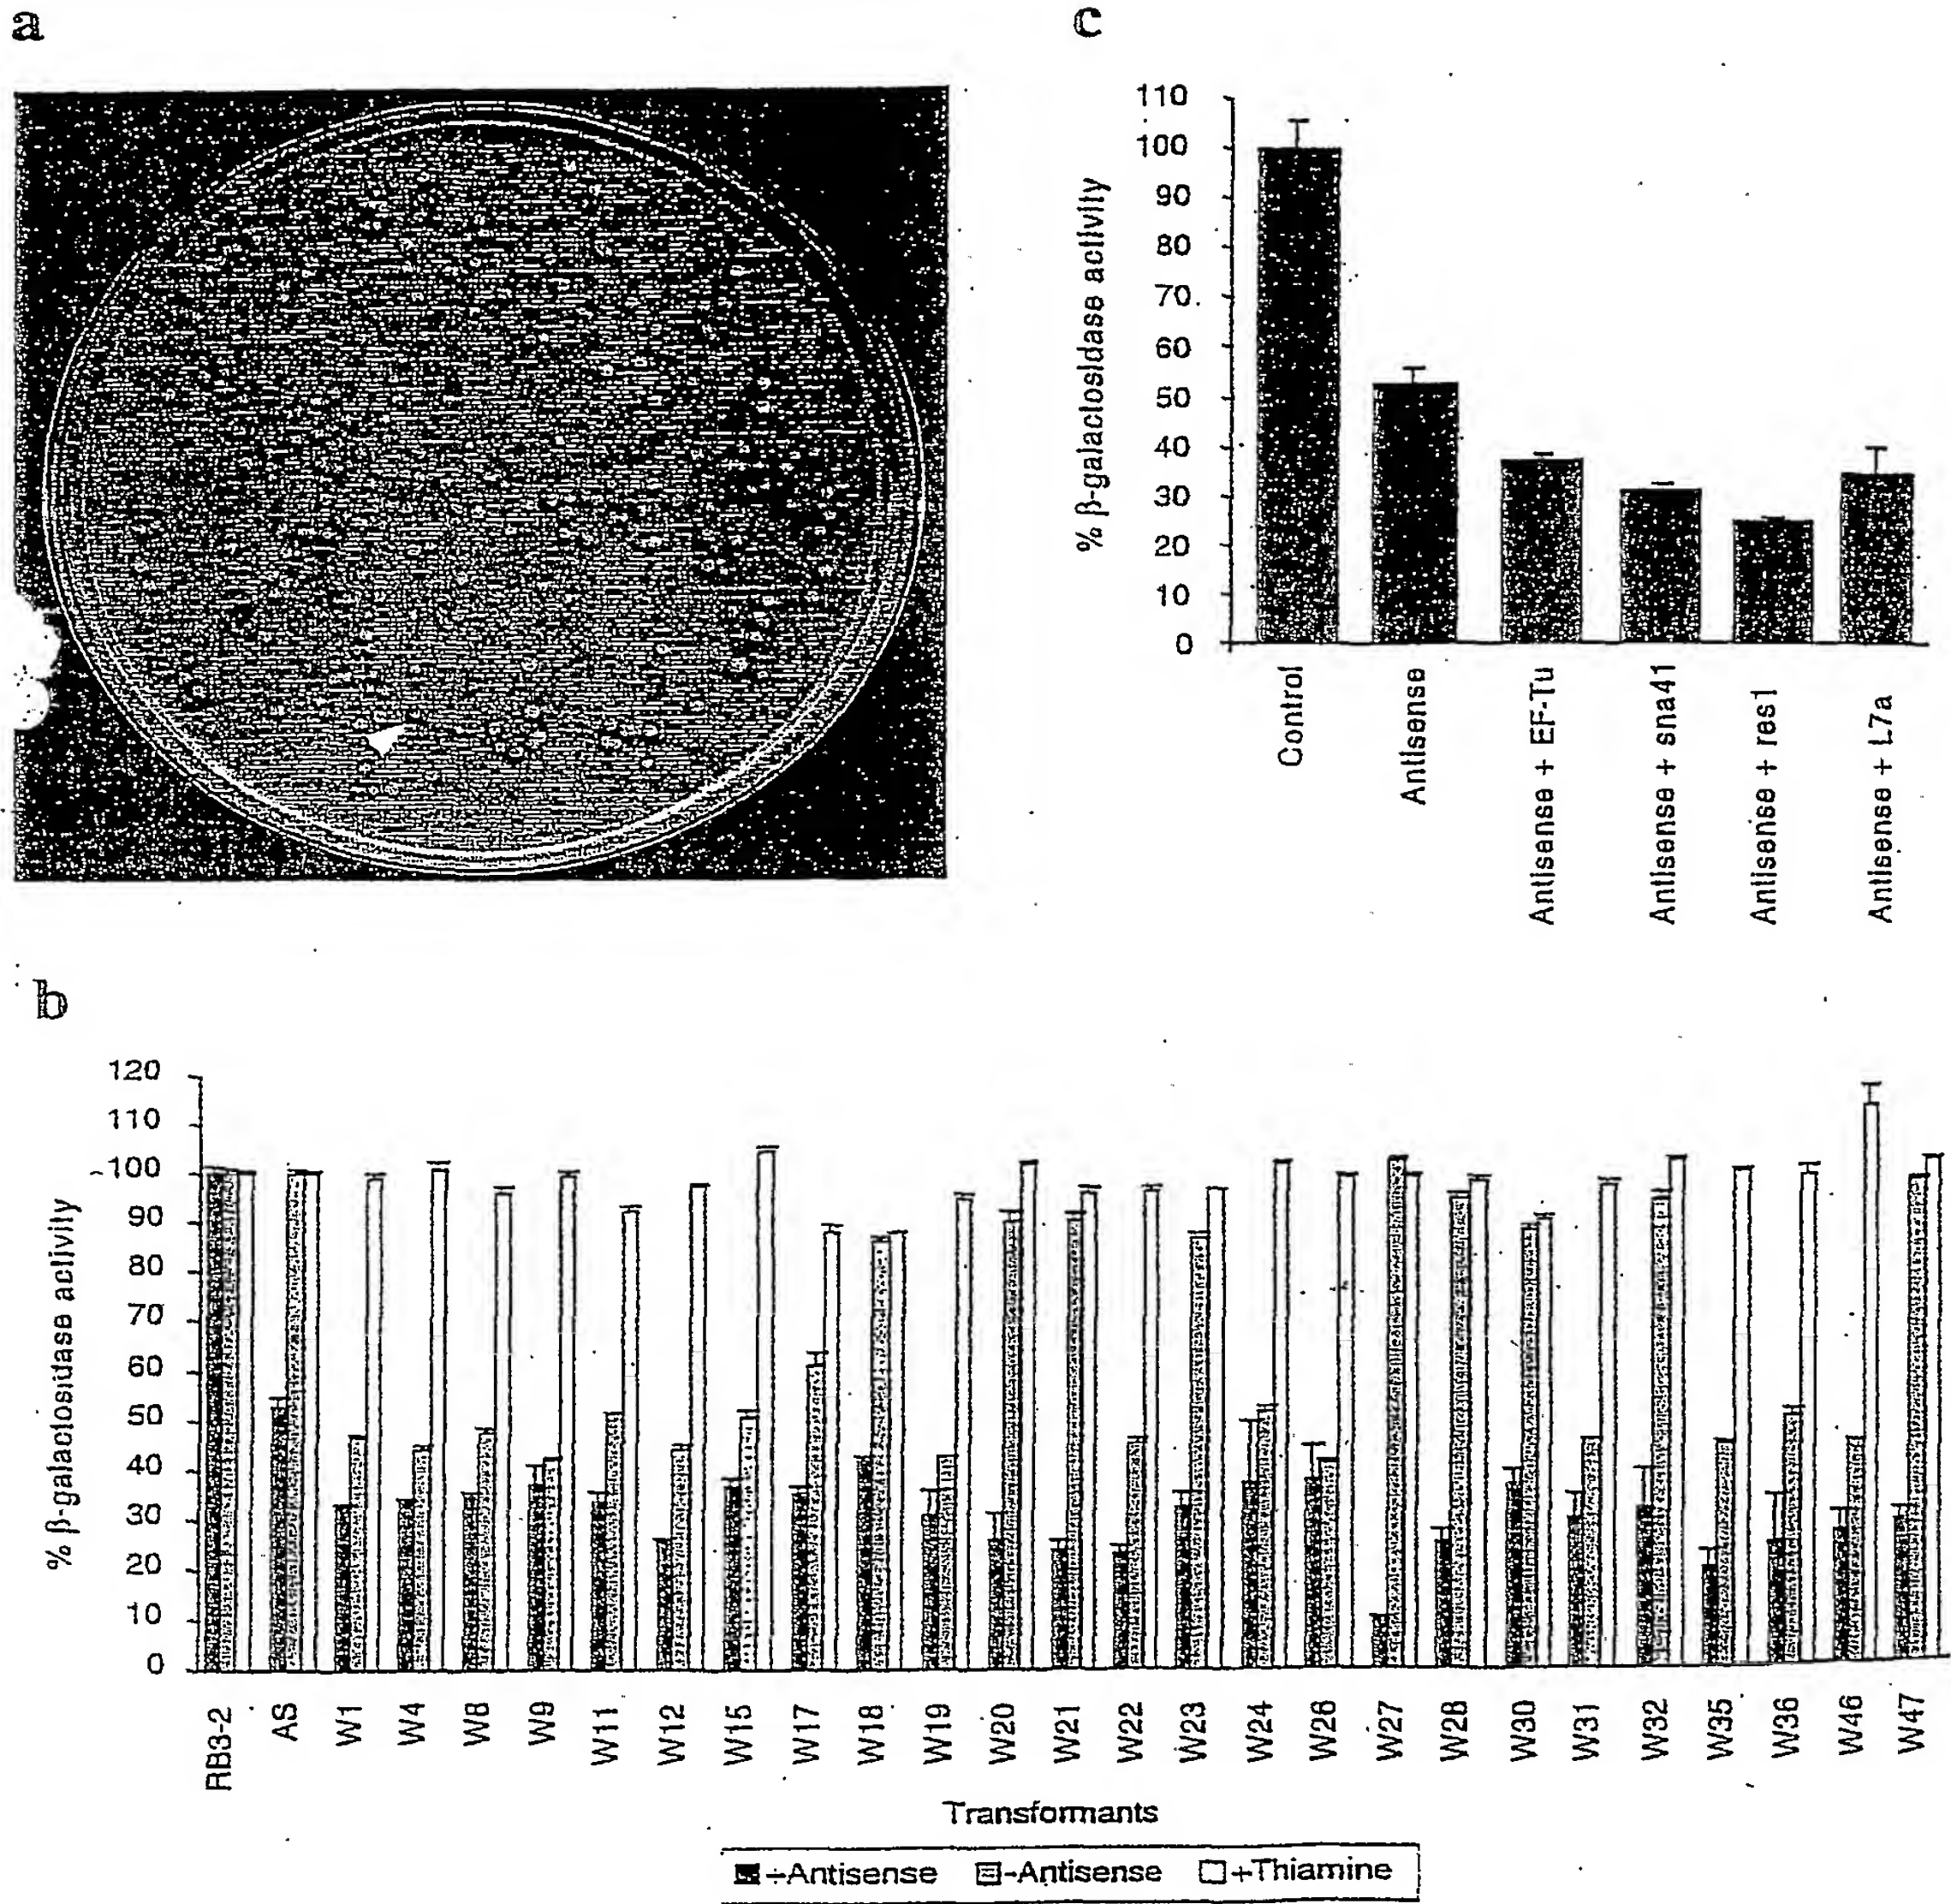 a
c
110
100
90
80
70
60
50
40
30
20
10
0
% β-galactosidase activity
Control
Antisense
Antisense + EF-Tu
Antisense + sna41
Antisense + res1
Antisense + L7a
b
120
110
100
90
80
70
60
50
40
30
20
10
0
% β-galactosidase activity
RB3-2
AS
W1
W4
W8
W9
W11
W12
W15
W17
W18
W19
W20
W21
W22
W23
W24
W26
W27
W28
W30
W31
W32
W35
W36
W46
W47
Transformants
+Antisense -Antisense +Thiamine